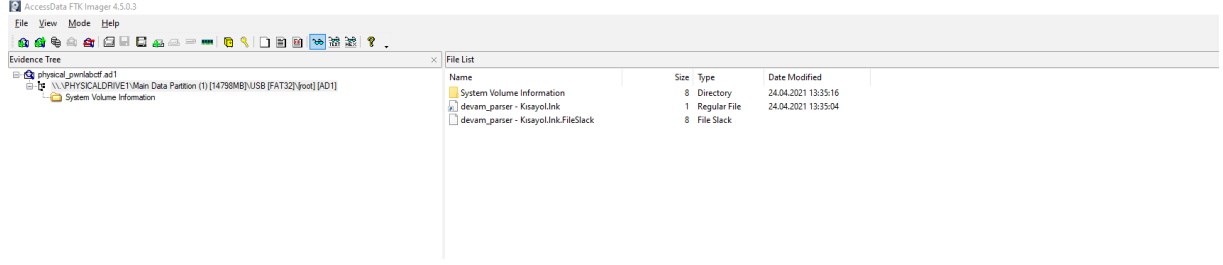 AccessData FTK Imager 4.5.0.3
File View Mode Help
Evidence Tree
physical_pwnlabctf.ad1
\\.\PHYSICALDRIVE1\Main Data Partition (1) [14798MB]\USB [FAT32]\[root] [AD1]
System Volume Information
File List
Name Size Type Date Modified
System Volume Information 8 Directory 24.04.2021 13:35:16
devam_parser - Kısayol.lnk 1 Regular File 24.04.2021 13:35:04
devam_parser - Kısayol.lnk.FileSlack 8 File Slack